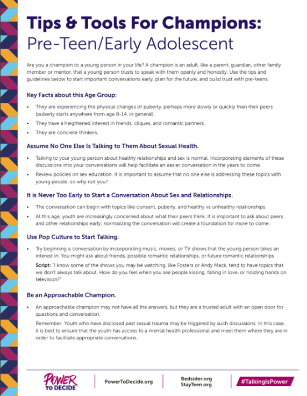 Tips & Tools For Champions:
Pre-Teen/Early Adolescent
Are you a champion to a young person in your life? A champion is an adult, like a parent, guardian, other family
member or mentor, that a young person trusts to speak with them openly and honestly. Use the tips and
guidelines below to start important conversations early, plan for the future, and build trust with pre-teens.
Key Facts about this Age Group:
• They are experiencing the physical changes of puberty, perhaps more slowly or quickly than their peers
(puberty starts anywhere from age 8-14, in general).
• They have a heightened interest in friends, cliques, and romantic partners.
• They are concrete thinkers.
Assume No One Else Is Talking to Them About Sexual Health.
• Talking to your young person about healthy relationships and sex is normal. Incorporating elements of these
discussions into your conversations will help facilitate an easier conversation in the years to come.
• Review policies on sex education. It is important to assume that no one else is addressing these topics with
young people, so why not you?
It is Never Too Early to Start a Conversation About Sex and Relationships.
• The conversation can begin with topics like consent, puberty, and healthy vs unhealthy relationships.
• At this age, youth are increasingly concerned about what their peers think. It is important to ask about peers
and other relationships early; normalizing the conversation will create a foundation for more to come.
Use Pop Culture to Start Talking.
• Try beginning a conversation by incorporating music, movies, or TV shows that the young person takes an
interest in. You might ask about friends, possible romantic relationships, or future romantic relationships
Script: "I know some of the shows you may be watching, like Fosters or Andy Mack, tend to have topics that
we don't always talk about. How do you feel when you see people kissing, falling in love, or holding hands on
television?"
Be an Approachable Champion.
• An approachable champion may not have all the answers, but they are a trusted adult with an open door for
questions and conversation.
Remember: Youth who have disclosed past sexual trauma may be triggered by such discussions. In this case,
it is best to ensure that the youth has access to a mental health professional and meet them where they are in
order to facilitate appropriate conversations.
POWER
TO DECIDE
PowerToDecide.org
Bedsider.org
StayTeen.org
#TalkingIsPower